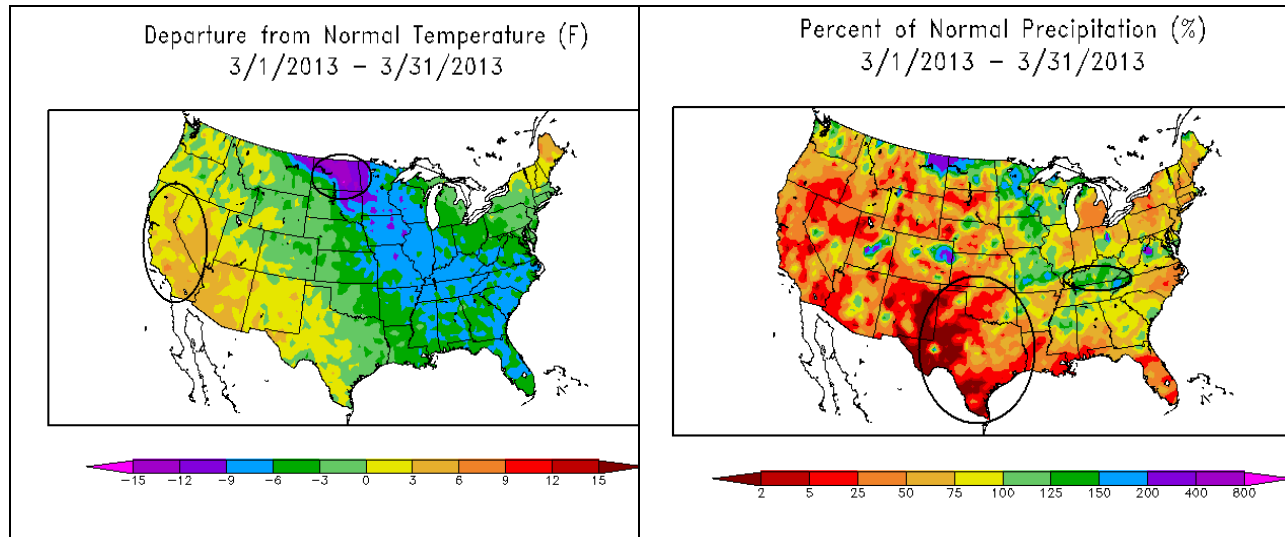 Departure from Normal Temperature (F)
3/1/2013 – 3/31/2013
-15 -12 -9 -6 -3 0 3 6 9 12 15
Percent of Normal Precipitation (%)
3/1/2013 – 3/31/2013
2 5 25 50 75 100 125 150 200 400 800